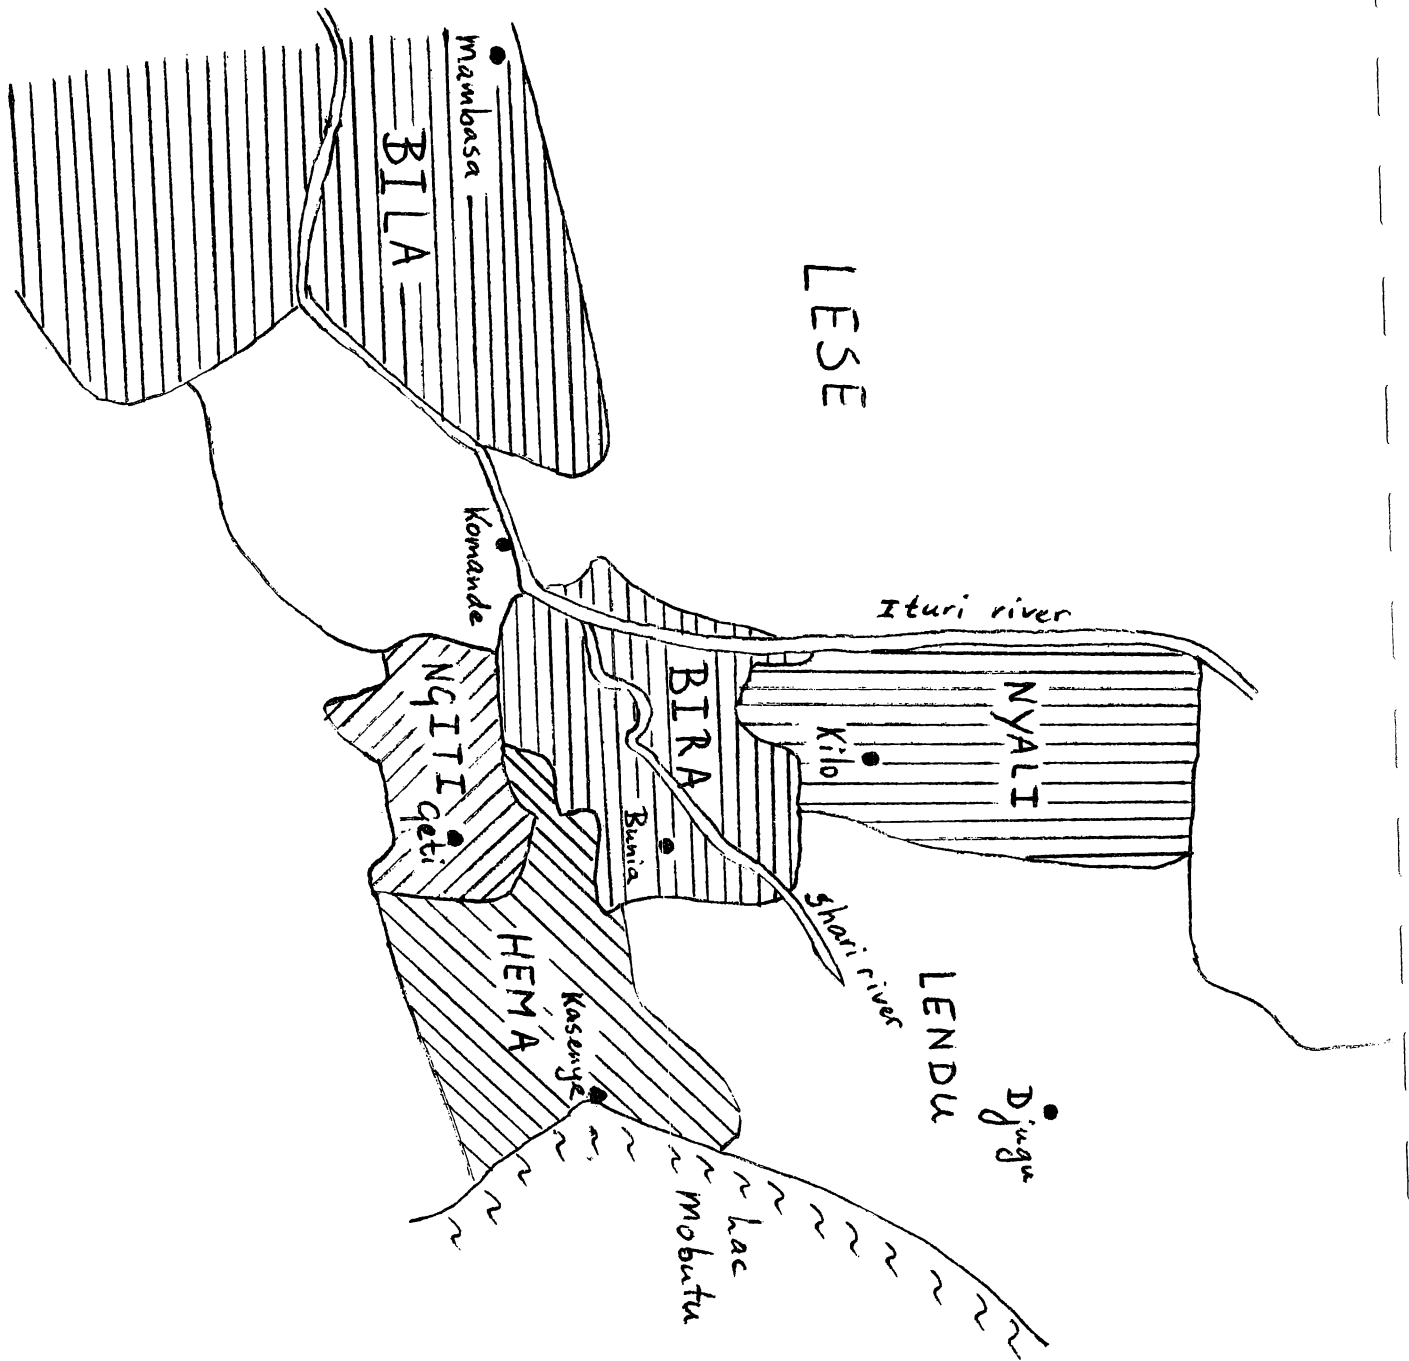 Mambasa
BILA
LESE
Komande
Ituri river
NYALI
Kilo
BIRA
Bunia
NGITI
Geti
Shari river
LENDU
Djugu
HEMA
Kasenye
Lac
Mobutu